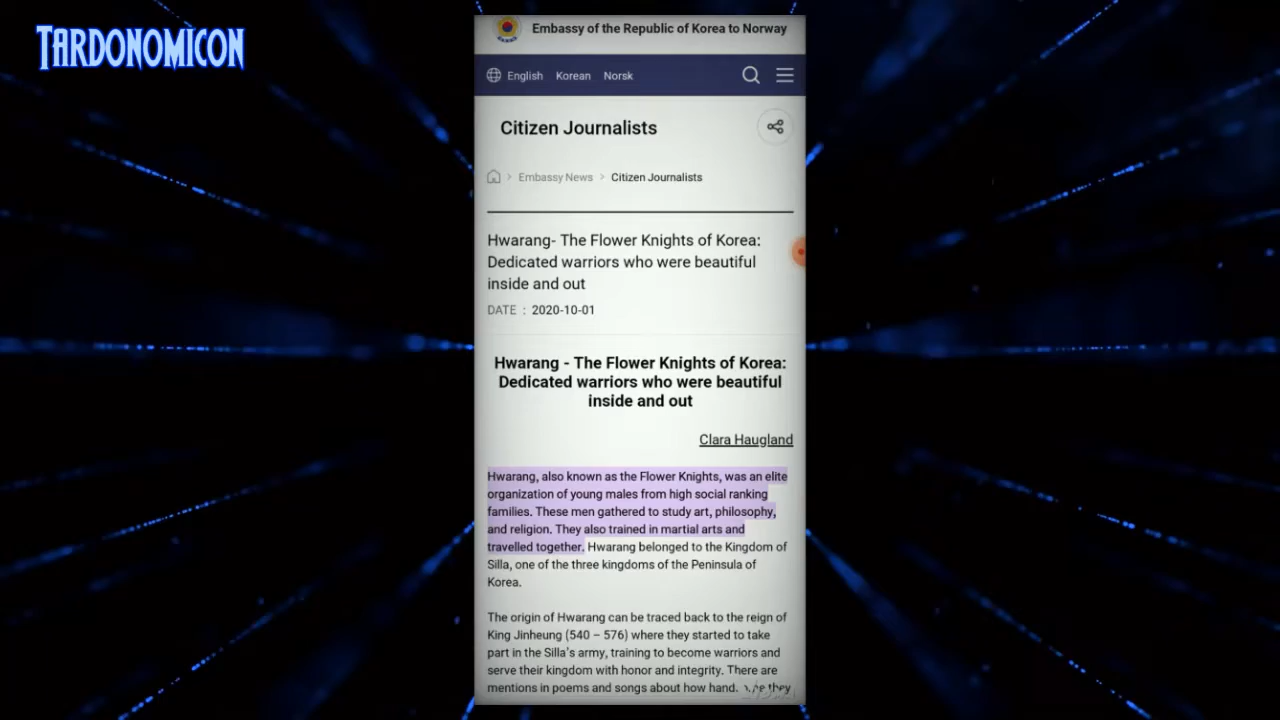 TARDONOMICON
Embassy of the Republic of Korea to Norway
English Korean Norsk
Citizen Journalists
Embassy News > Citizen Journalists
Hwarang- The Flower Knights of Korea:
Dedicated warriors who were beautiful
inside and out
DATE : 2020-10-01
Hwarang - The Flower Knights of Korea:
Dedicated warriors who were beautiful
inside and out
Clara Haugland
Hwarang, also known as the Flower Knights, was an elite
organization of young males from high social ranking
families. These men gathered to study art, philosophy,
and religion. They also trained in martial arts and
travelled together. Hwarang belonged to the Kingdom of
Silla, one of the three kingdoms of the Peninsula of
Korea.
The origin of Hwarang can be traced back to the reign of
King Jinheung (540 – 576) where they started to take
part in the Silla's army, training to become warriors and
serve their kingdom with honor and integrity. There are
mentions in poems and songs about how hand. they